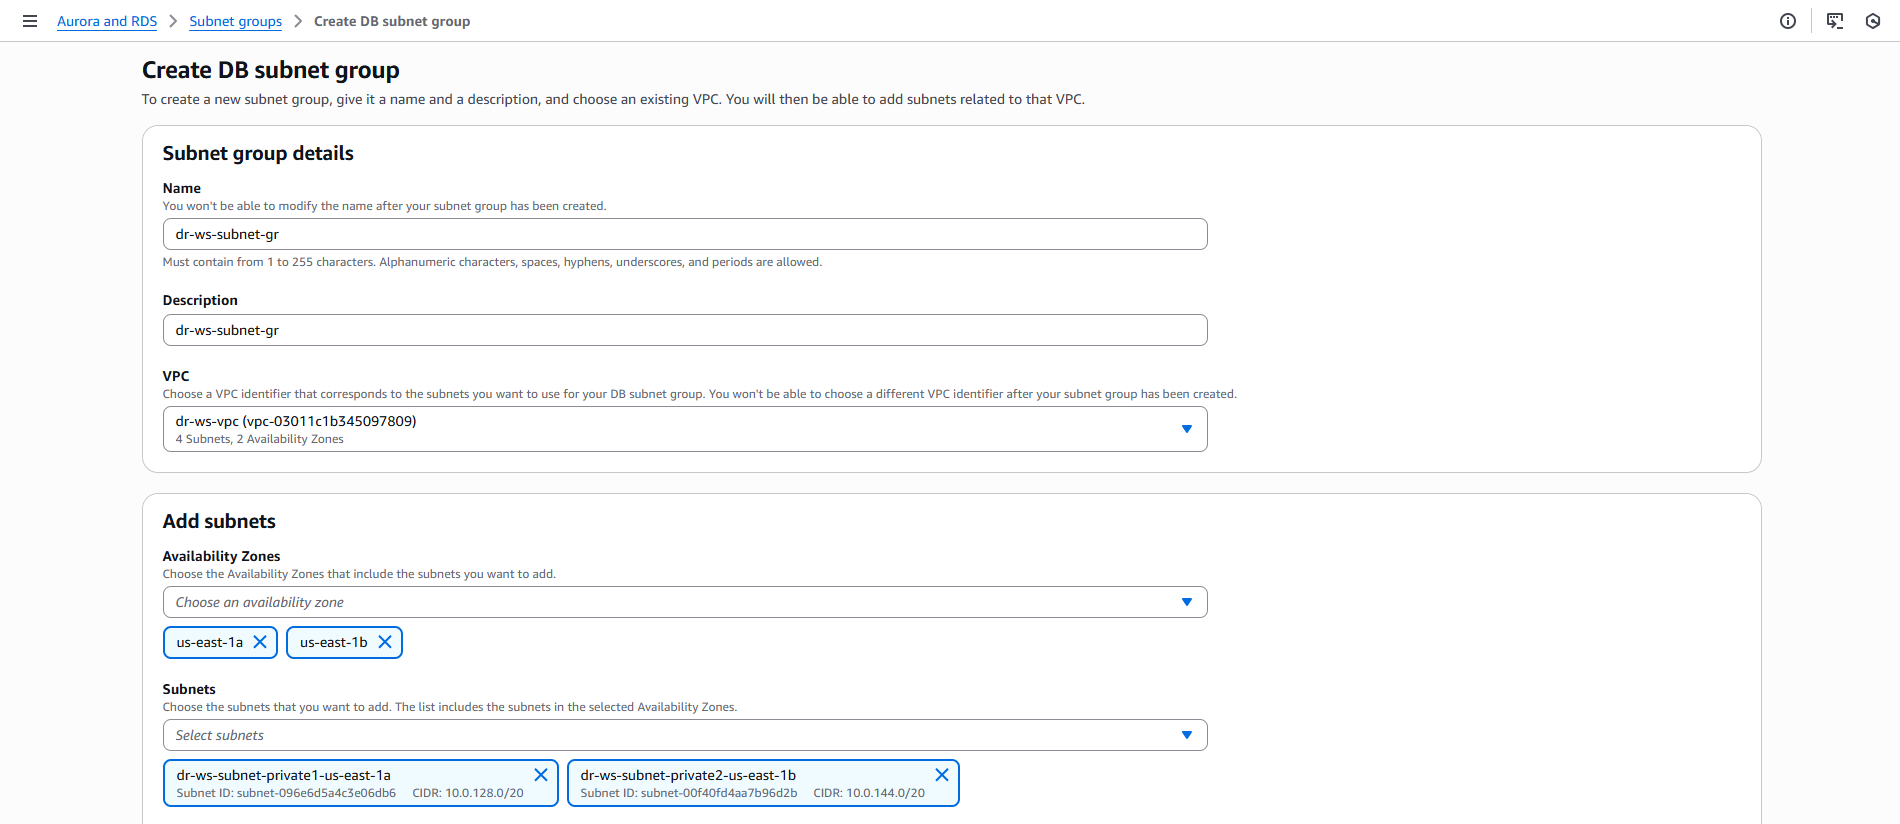 Aurora and RDS > Subnet groups > Create DB subnet group
Create DB subnet group
To create a new subnet group, give it a name and a description, and choose an existing VPC. You will then be able to add subnets related to that VPC.
Subnet group details
Name
You won't be able to modify the name after your subnet group has been created.
dr-ws-subnet-gr
Must contain from 1 to 255 characters. Alphanumeric characters, spaces, hyphens, underscores, and periods are allowed.
Description
dr-ws-subnet-gr
VPC
Choose a VPC identifier that corresponds to the subnets you want to use for your DB subnet group. You won't be able to choose a different VPC identifier after your subnet group has been created.
dr-ws-vpc (vpc-03011c1b345097809)
4 Subnets, 2 Availability Zones
Add subnets
Availability Zones
Choose the Availability Zones that include the subnets you want to add.
Choose an availability zone
us-east-1a us-east-1b
Subnets
Choose the subnets that you want to add. The list includes the subnets in the selected Availability Zones.
Select subnets
dr-ws-subnet-private1-us-east-1a dr-ws-subnet-private2-us-east-1b
Subnet ID: subnet-096e6d5a4c3e06db6 CIDR: 10.0.128.0/20 Subnet ID: subnet-00f40fd4aa7b96d2b CIDR: 10.0.144.0/20